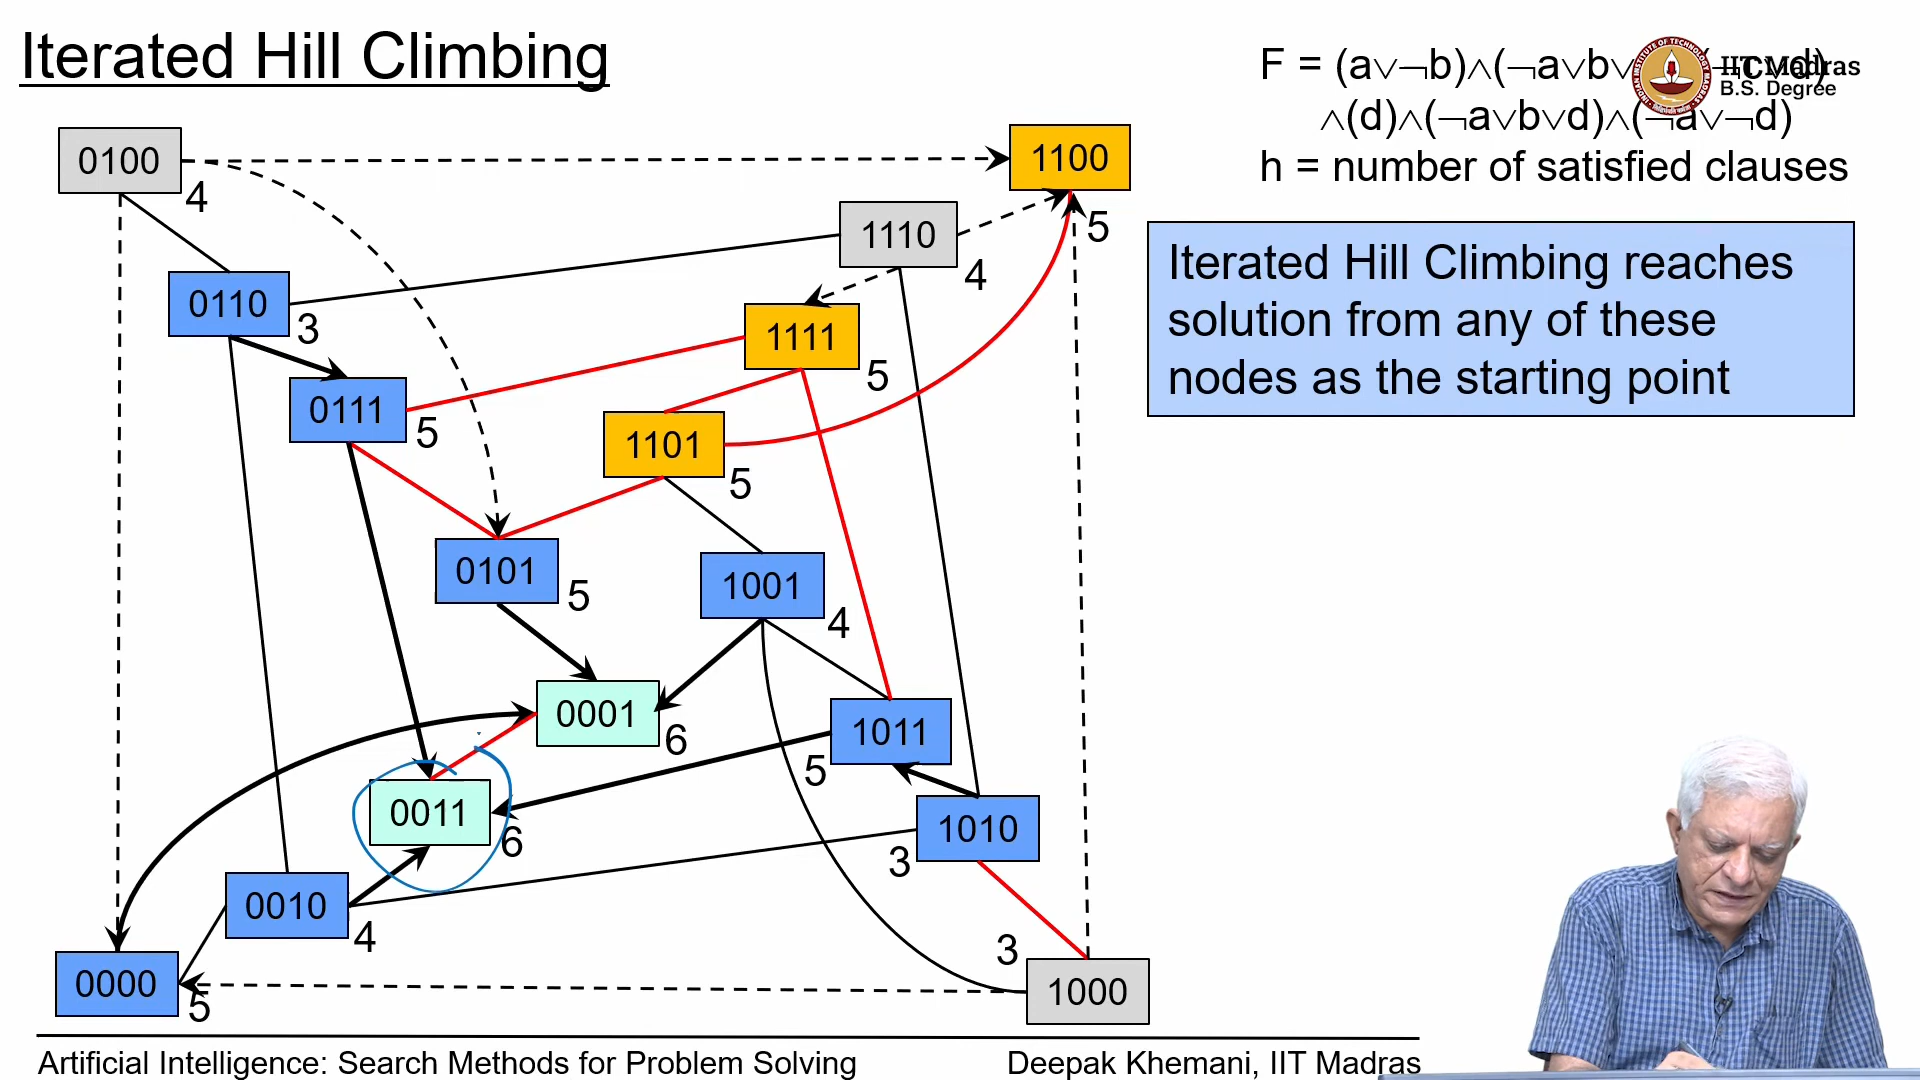 Iterated Hill Climbing
F = (a∨¬b)∧(¬a∨b∨ ¬c∨d)
∧(d)∧(¬a∨b∨d)∧(¬a∨¬d)
h = number of satisfied clauses
IIT Madras
B.S. Degree
Iterated Hill Climbing reaches
solution from any of these
nodes as the starting point
0100
4
1100
5
1110
4
0110
3
1111
5
0111
5
1101
5
0101
5
1001
4
0001
6
1011
5
0011
6
1010
3
0010
4
0000
5
1000
3
Artificial Intelligence: Search Methods for Problem Solving
Deepak Khemani, IIT Madras